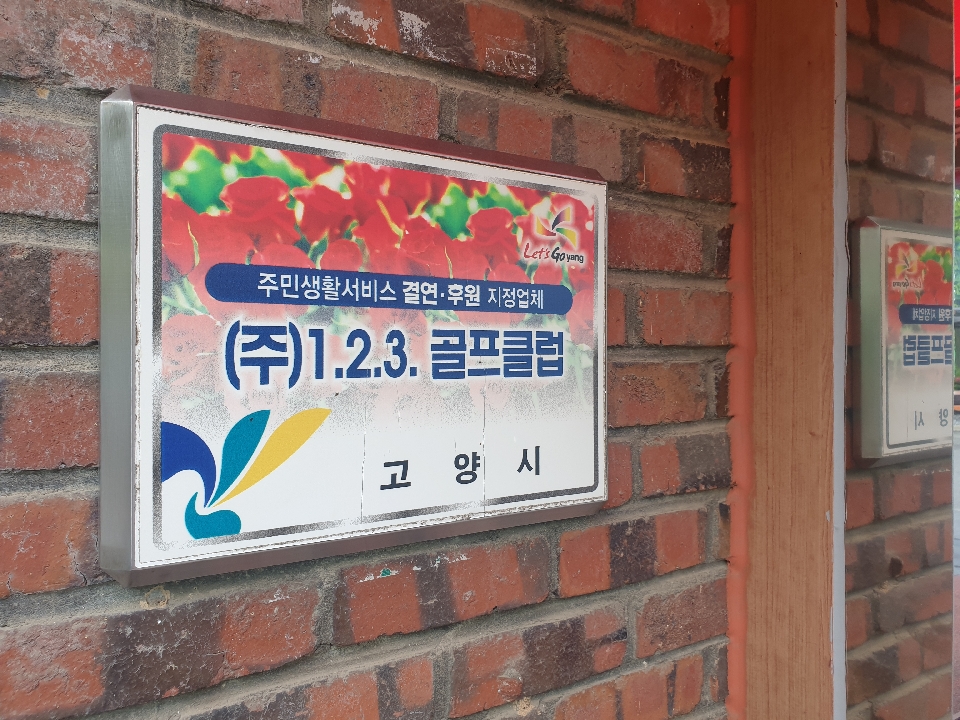 Let's Goyang
주민생활서비스 결연·후원 지정업체
(주)1.2.3. 골프클럽
고 양 시